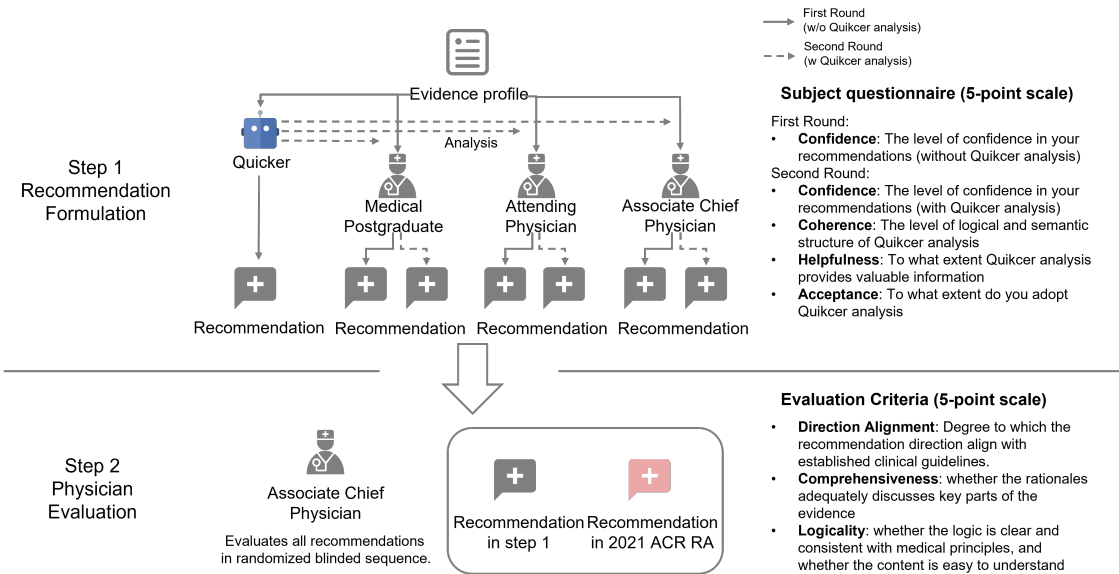 First Round
(w/o Quikcer analysis)
Second Round
(w Quikcer analysis)
Evidence profile
Analysis
Quicker
Step 1
Recommendation
Formulation
Medical
Postgraduate
Attending
Physician
Associate Chief
Physician
Recommendation
Recommendation
Recommendation
Recommendation
Subject questionnaire (5-point scale)
First Round:
• Confidence: The level of confidence in your
recommendations (without Quikcer analysis)
Second Round:
• Confidence: The level of confidence in your
recommendations (with Quikcer analysis)
• Coherence: The level of logical and semantic
structure of Quikcer analysis
• Helpfulness: To what extent Quikcer analysis
provides valuable information
• Acceptance: To what extent do you adopt
Quikcer analysis
Step 2
Physician
Evaluation
Associate Chief
Physician
Evaluates all recommendations
in randomized blinded sequence.
Recommendation
in step 1
Recommendation
in 2021 ACR RA
Evaluation Criteria (5-point scale)
• Direction Alignment: Degree to which the
recommendation direction align with
established clinical guidelines.
• Comprehensiveness: whether the rationales
adequately discusses key parts of the
evidence
• Logicality: whether the logic is clear and
consistent with medical principles, and
whether the content is easy to understand